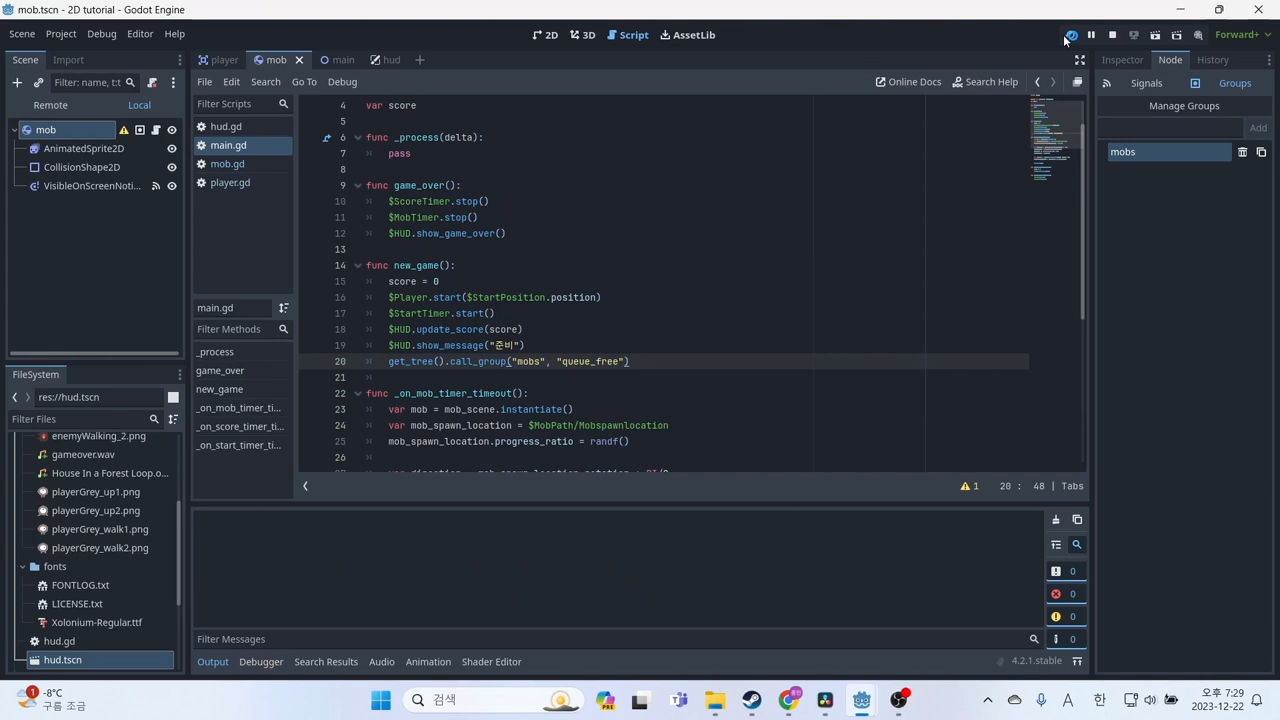 mob.tscn - 2D tutorial - Godot Engine
Scene Project Debug Editor Help
2D 3D Script AssetLib
Forward+
Scene Import
Filter: name, t:t
Remote Local
mob
AnimatedSprite2D
CollisionShape2D
VisibleOnScreenNoti...
FileSystem
res://hud.tscn
Filter Files
enemyWalking_2.png
gameover.wav
House In a Forest Loop.o...
playerGrey_up1.png
playerGrey_up2.png
playerGrey_walk1.png
playerGrey_walk2.png
fonts
FONTLOG.txt
LICENSE.txt
Xolonium-Regular.ttf
hud.gd
hud.tscn
player mob main hud
File Edit Search Go To Debug
Online Docs Search Help
Filter Scripts
hud.gd
main.gd
mob.gd
player.gd
main.gd
Filter Methods
_process
game_over
new_game
_on_mob_timer_ti...
_on_score_timer_ti...
_on_start_timer_ti...
4 var score
5
6 func _process(delta):
7 pass
8
9 func game_over():
10 $ScoreTimer.stop()
11 $MobTimer.stop()
12 $HUD.show_game_over()
13
14 func new_game():
15 score = 0
16 $Player.start($StartPosition.position)
17 $StartTimer.start()
18 $HUD.update_score(score)
19 $HUD.show_message("준비")
20 get_tree().call_group("mobs", "queue_free")
21
22 func _on_mob_timer_timeout():
23 var mob = mob_scene.instantiate()
24 var mob_spawn_location = $MobPath/Mobspawnlocation
25 mob_spawn_location.progress_ratio = randf()
26
1 20 : 48 | Tabs
0
0
0
0
Filter Messages
Output Debugger Search Results Audio Animation Shader Editor
4.2.1.stable
Inspector Node History
Signals Groups
Manage Groups
Add
mobs
1
-8°C
구름 조금
검색
PRE
A 한
오후 7:29
2023-12-22